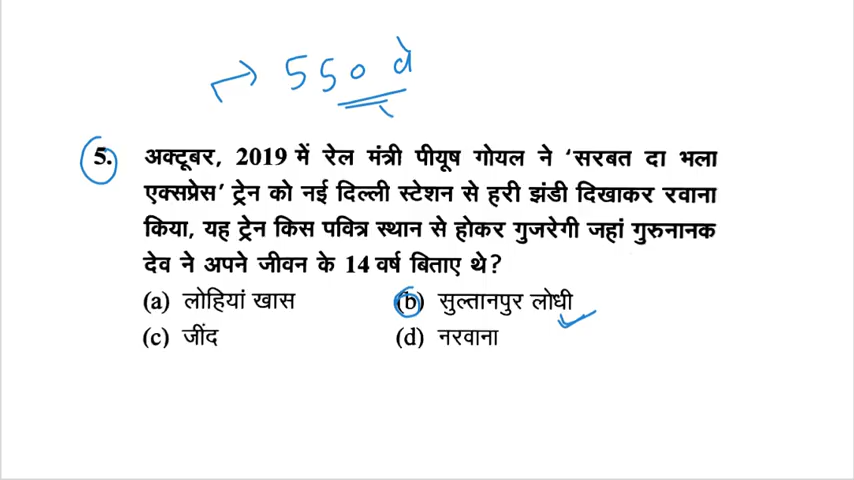 → 550 वे
5. अक्टूबर, 2019 में रेल मंत्री पीयूष गोयल ने ‘सरबत दा भला
एक्सप्रेस’ ट्रेन को नई दिल्ली स्टेशन से हरी झंडी दिखाकर रवाना
किया, यह ट्रेन किस पवित्र स्थान से होकर गुजरेगी जहां गुरुनानक
देव ने अपने जीवन के 14 वर्ष बिताए थे?
(a) लोहियां खास (b) सुल्तानपुर लोधी
(c) जींद (d) नरवाना